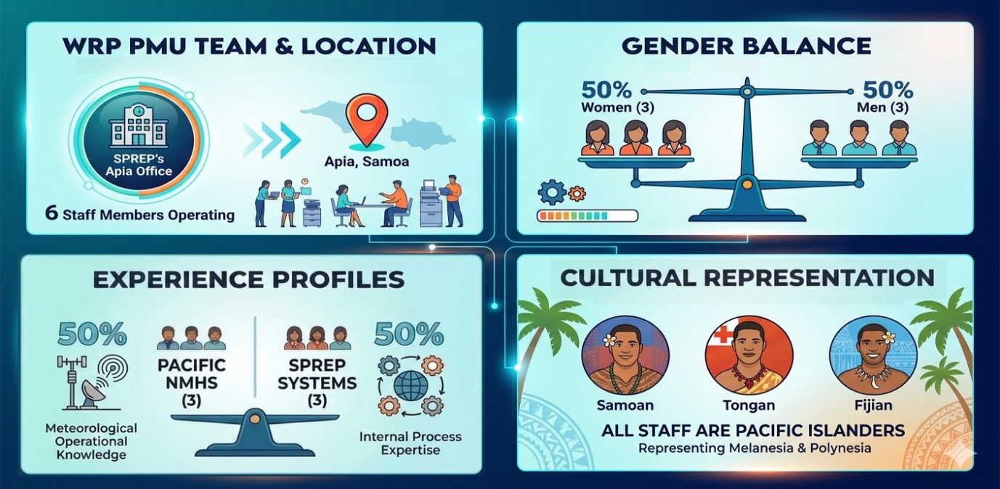 WRP PMU TEAM & LOCATION
SPREP's
Apia Office
Apia, Samoa
6 Staff Members Operating
GENDER BALANCE
50%
Women (3)
50%
Men (3)
EXPERIENCE PROFILES
50%
PACIFIC
NMHS
(3)
Meteorological
Operational
Knowledge
SPREP
SYSTEMS
(3)
50%
Internal Process
Expertise
CULTURAL REPRESENTATION
Samoan
Tongan
Fijian
ALL STAFF ARE PACIFIC ISLANDERS
Representing Melanesia & Polynesia